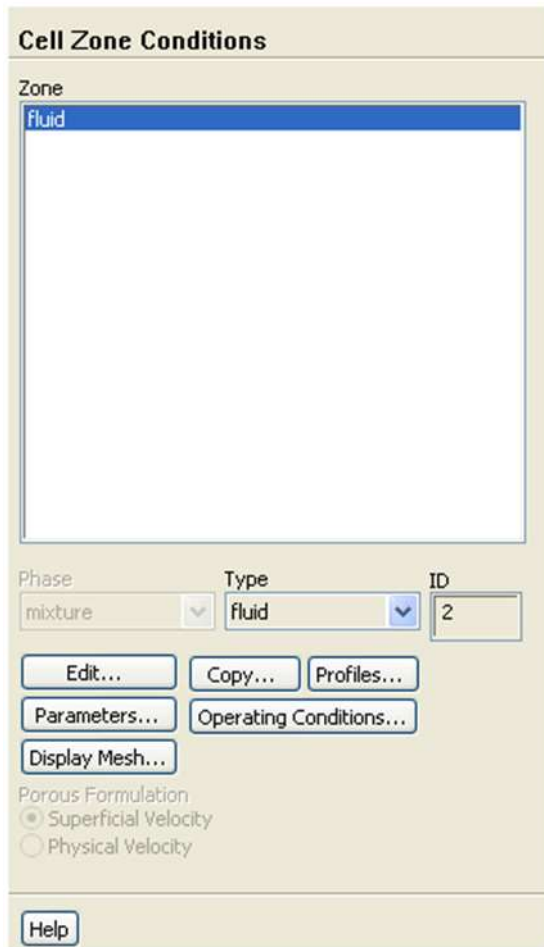 Cell Zone Conditions
Zone
fluid
Phase
Type
ID
mixture
fluid
2
Edit...
Copy...
Profiles...
Parameters...
Operating Conditions...
Display Mesh...
Porous Formulation
Superficial Velocity
Physical Velocity
Help